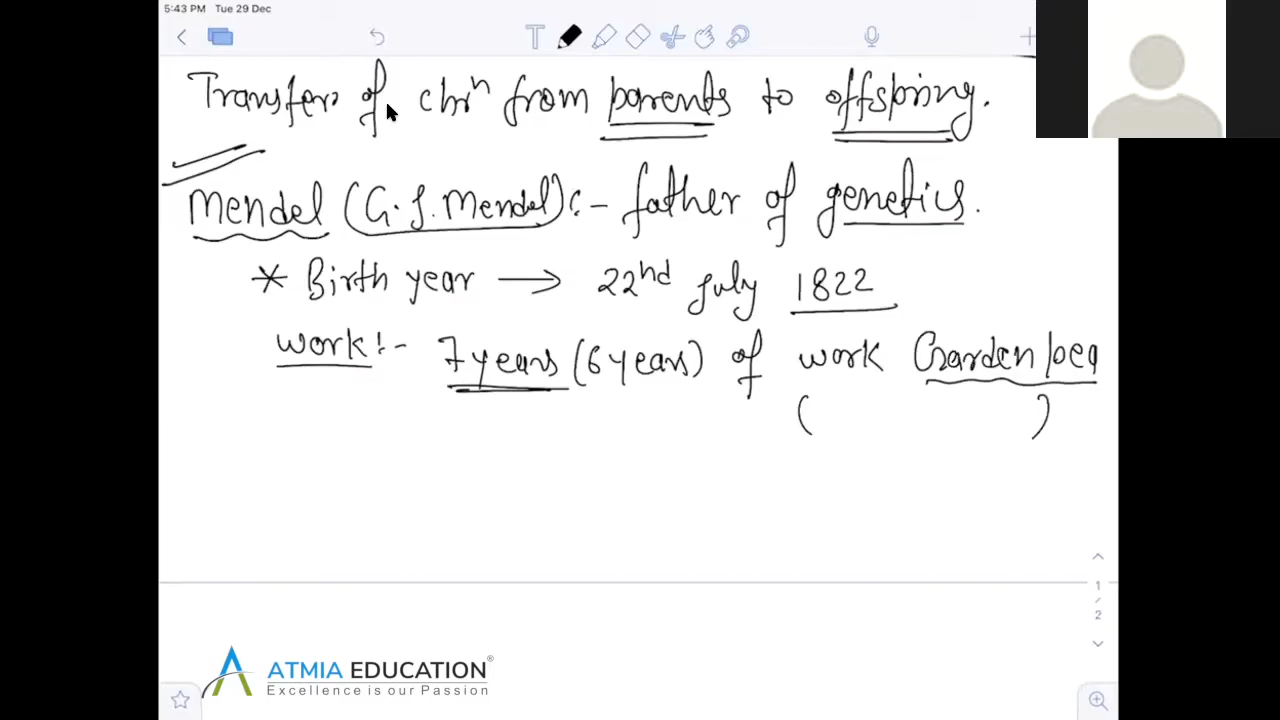 5:43 PM Tue 29 Dec
T
Transfer of chrⁿ from parents to offspring.
Mendel (G. J. Mendel):- father of genetics.
* Birth year → 22nd July 1822
work:- 7 years (6 years) of work Garden pea
( )
1
/
2
ATMIA EDUCATION®
Excellence is our Passion